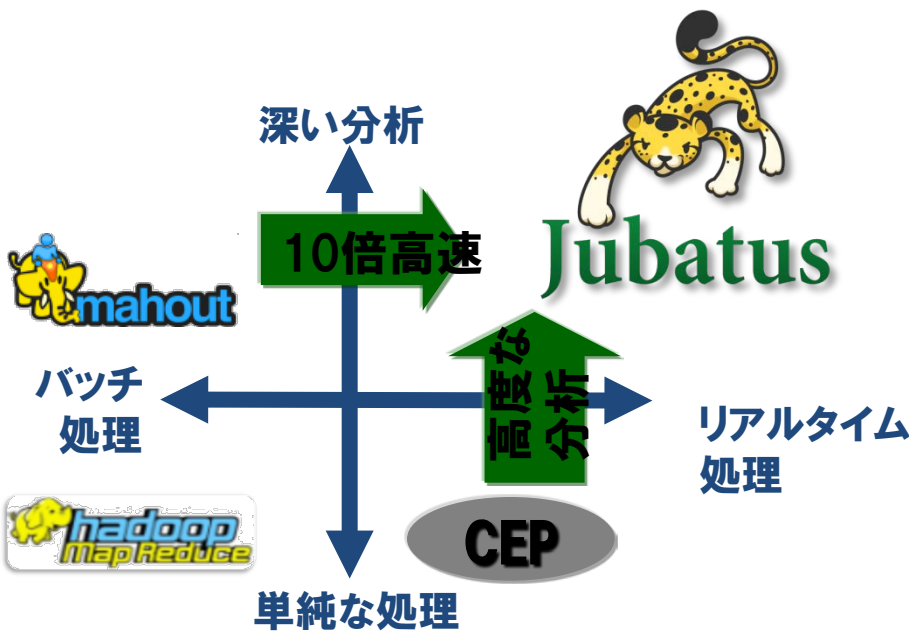 深い分析
10倍高速
Jubatus
mahout
高度な
分析
バッチ
処理
リアルタイム
処理
hadoop
Map Reduce
CEP
単純な処理